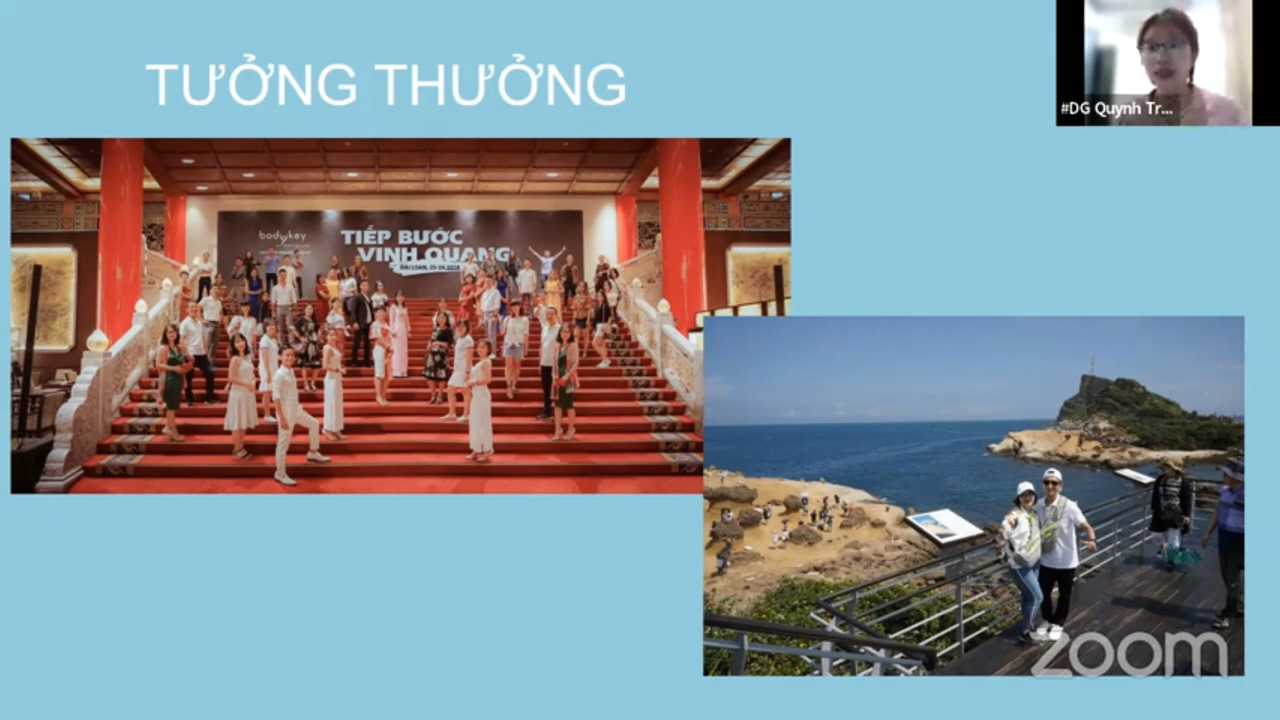 TƯỞNG THƯỞNG
#DG Quynh Tr...
bodykey
TIẾP BƯỚC
VINH QUANG
zoom